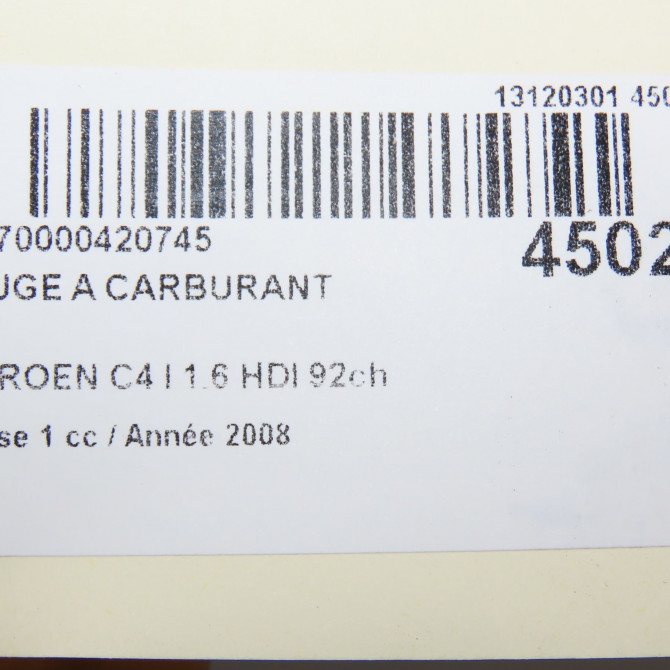 13120301 450
70000420745
4502
UGE A CARBURANT
ROEN C4 I 1.6 HDI 92ch
se 1 cc / Année 2008